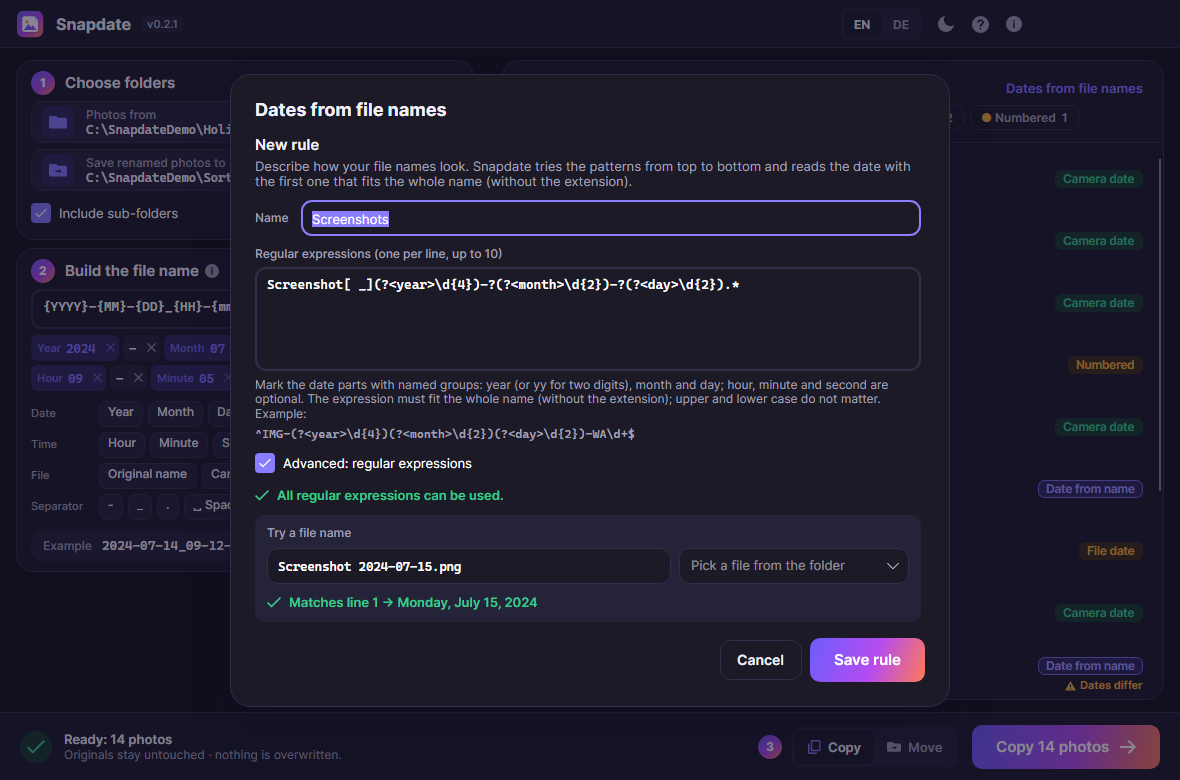 Snapdate v0.2.1
EN DE
1 Choose folders
Photos from
C:\SnapdateDemo\Holi
Save renamed photos to
C:\SnapdateDemo\Sort
Include sub-folders
2 Build the file name
{YYYY}-{MM}-{DD}_{HH}-{mm
Year 2024 × - × Month 07
Hour 09 × - × Minute 05 ×
Date Year Month Da
Time Hour Minute S
File Original name Car
Separator - _ . ␣ Spac
Example 2024-07-14_09-12-
Dates from file names
New rule
Describe how your file names look. Snapdate tries the patterns from top to bottom and reads the date with
the first one that fits the whole name (without the extension).
Name Screenshots
Regular expressions (one per line, up to 10)
Screenshot[ _](?<year>\d{4})-?(?<month>\d{2})-?(?<day>\d{2}).*
Mark the date parts with named groups: year (or yy for two digits), month and day; hour, minute and second are
optional. The expression must fit the whole name (without the extension); upper and lower case do not matter.
Example:
^IMG-(?<year>\d{4})(?<month>\d{2})(?<day>\d{2})-WA\d+$
Advanced: regular expressions
All regular expressions can be used.
Try a file name
Screenshot 2024-07-15.png Pick a file from the folder
Matches line 1 → Monday, July 15, 2024
Cancel Save rule
Dates from file names
2 Numbered 1
Camera date
Camera date
Camera date
Numbered
Camera date
Date from name
File date
Camera date
Date from name
Dates differ
Ready: 14 photos
Originals stay untouched · nothing is overwritten.
3 Copy Move Copy 14 photos →